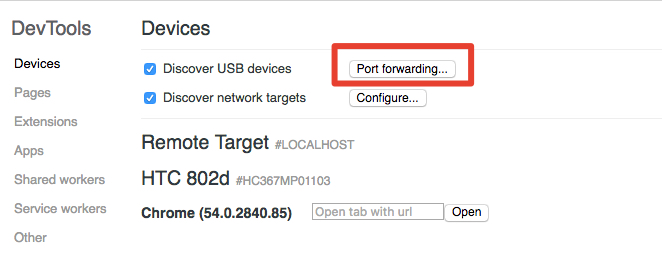 DevTools
Devices
Pages
Extensions
Apps
Shared workers
Service workers
Other
Devices
Discover USB devices Port forwarding...
Discover network targets Configure...
Remote Target #LOCALHOST
HTC 802d #HC367MP01103
Chrome (54.0.2840.85) Open tab with url Open